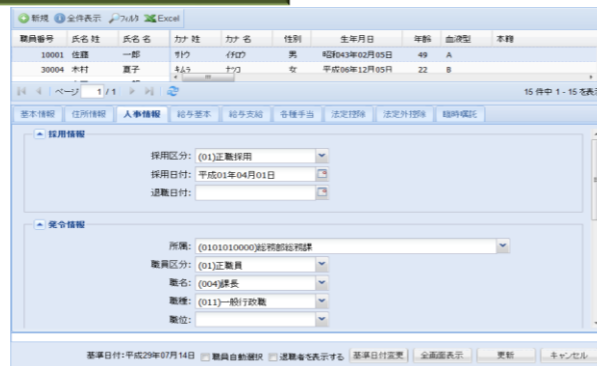 新規 全件表示 フィルタ Excel
職員番号 氏名 姓 氏名 名 カナ 姓 カナ 名 性別 生年月日 年齢 血液型 本籍
10001 佐藤 一郎 サトウ イチロウ 男 昭和43年02月05日 49 A
30004 木村 夏子 キムラ ナツコ 女 平成06年12月05日 22 B
ページ 1 / 1 15 件中 1 - 15 を表示
基本情報 住所情報 人事情報 給与基本 給与支給 各種手当 法定控除 法定外控除 臨時嘱託
採用情報
採用区分: (01)正職採用
採用日付: 平成01年04月01日
退職日付:
発令情報
所属: (0101010000)総務部総務課
職員区分: (01)正職員
職名: (004)課長
職種: (011)一般行政職
職位:
基準日付:平成29年07月14日 職員自動選択 退職者を表示する 基準日付変更 全画面表示 更新 キャンセル